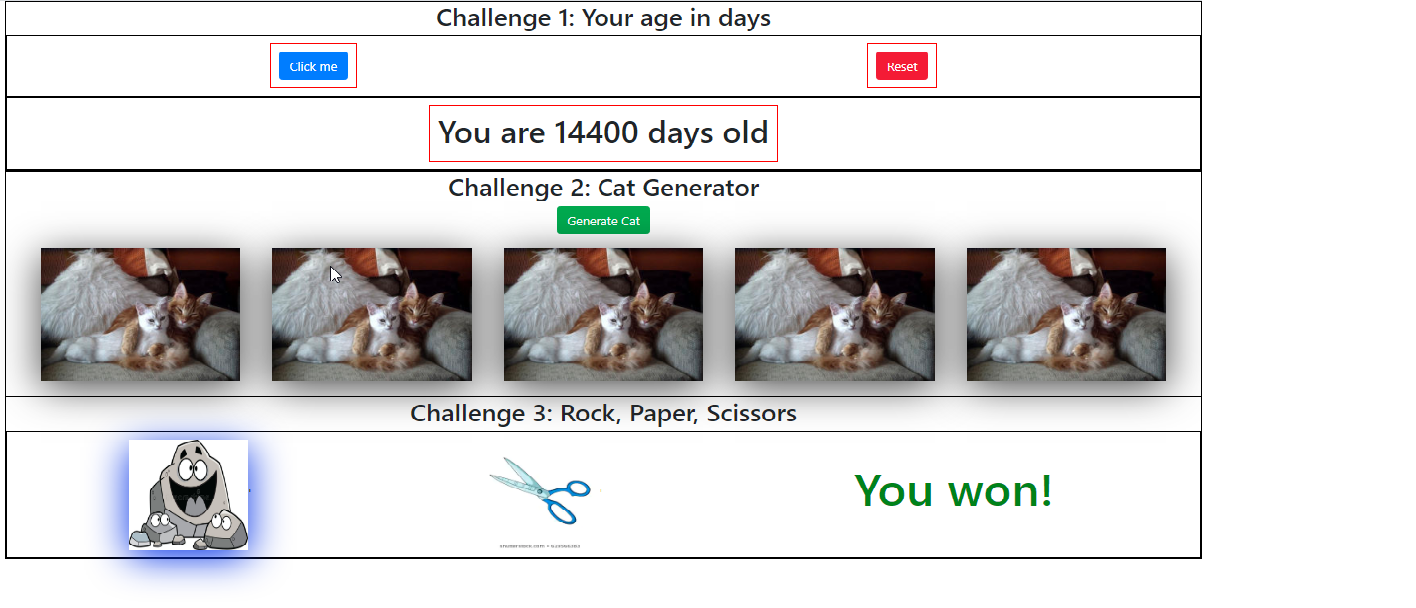 Challenge 1: Your age in days
Click me
Reset
You are 14400 days old
Challenge 2: Cat Generator
Generate Cat
Challenge 3: Rock, Paper, Scissors
You won!